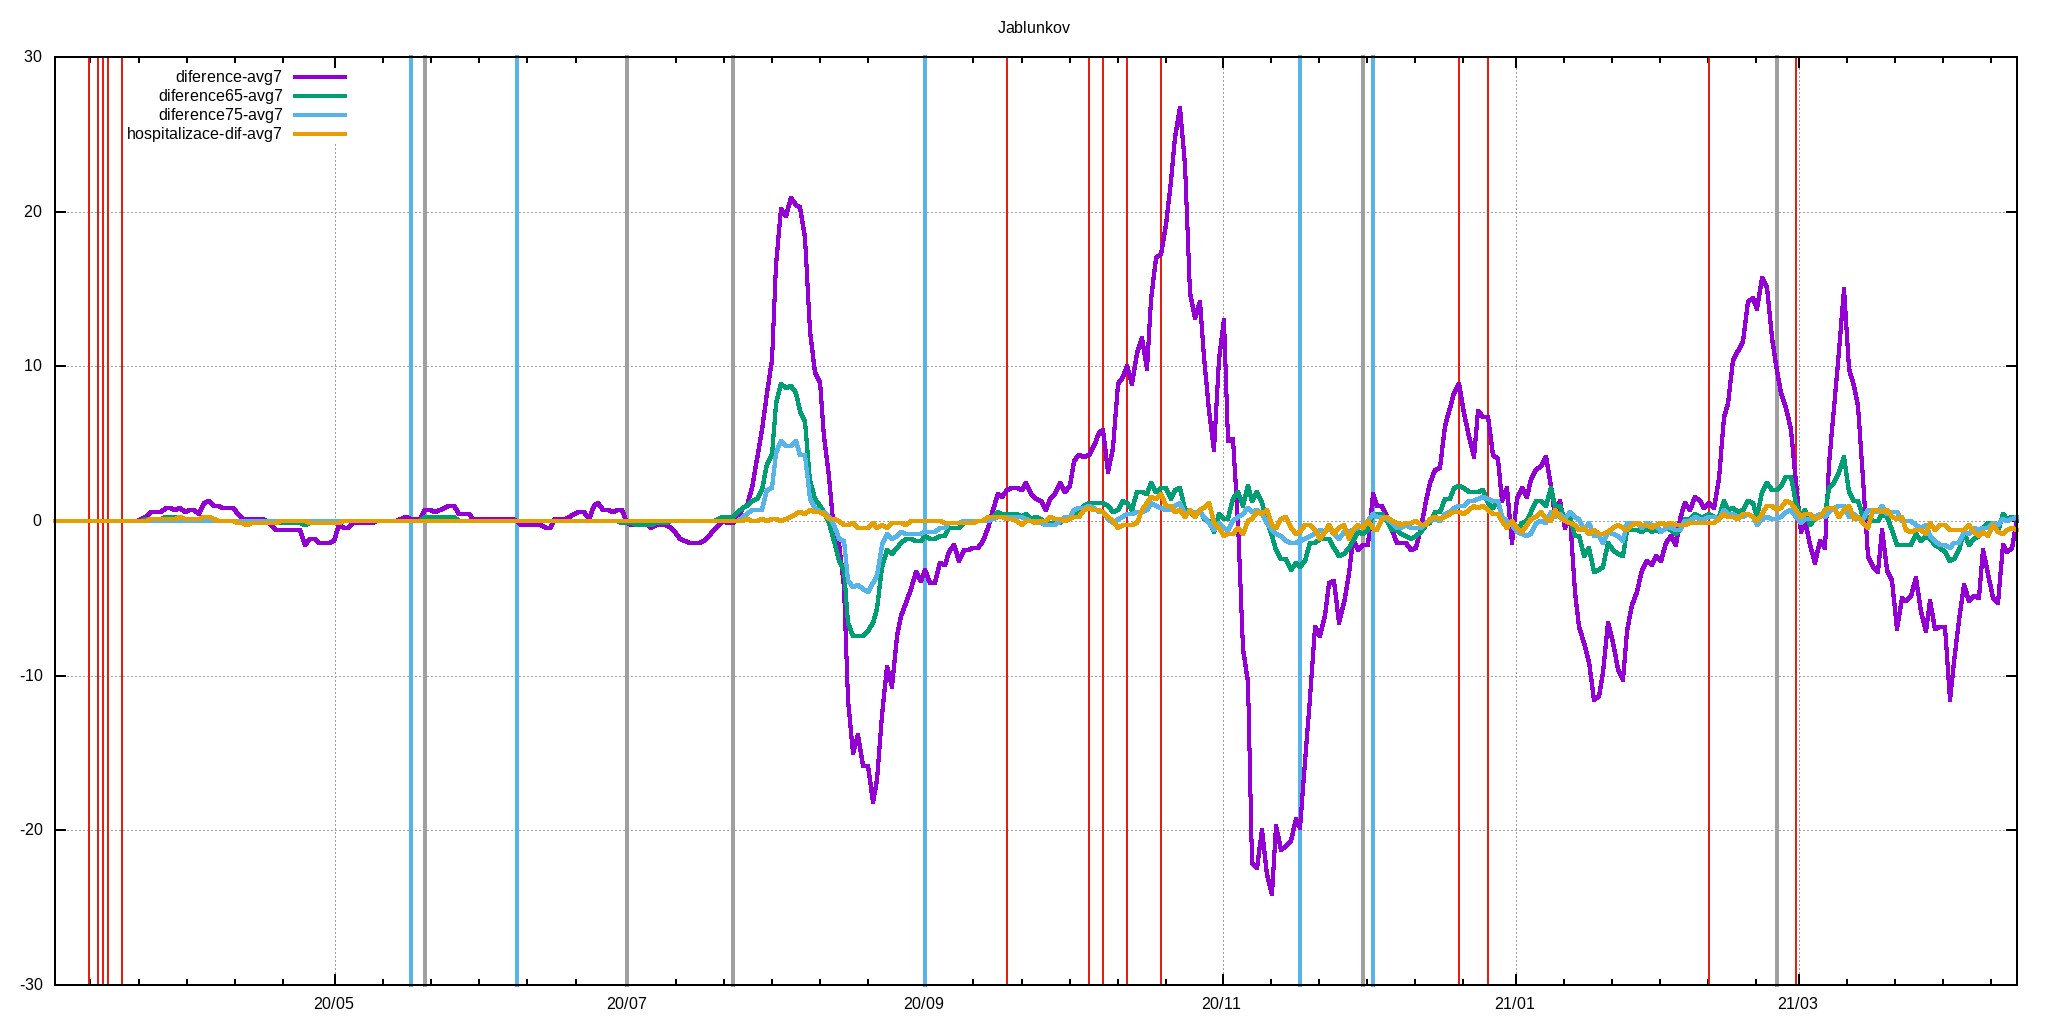 Jablunkov
30
diference-avg7
diference65-avg7
diference75-avg7
hospitalizace-dif-avg7
20
10
0
-10
-20
-30
20/05 20/07 20/09 20/11 21/01 21/03